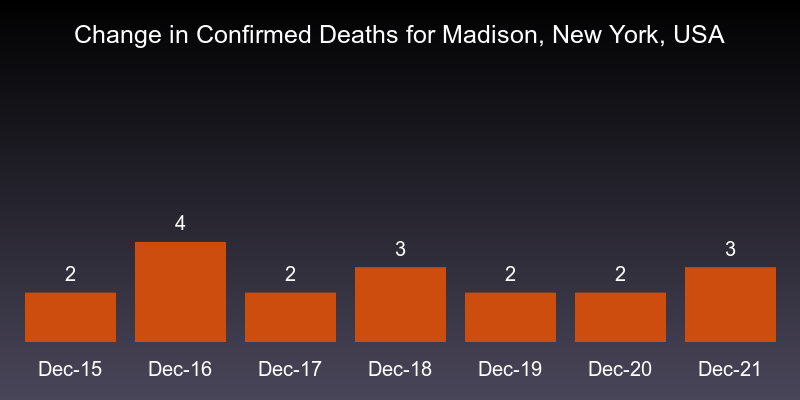 Change in Confirmed Deaths for Madison, New York, USA
2 4 2 3 2 2 3
Dec-15 Dec-16 Dec-17 Dec-18 Dec-19 Dec-20 Dec-21